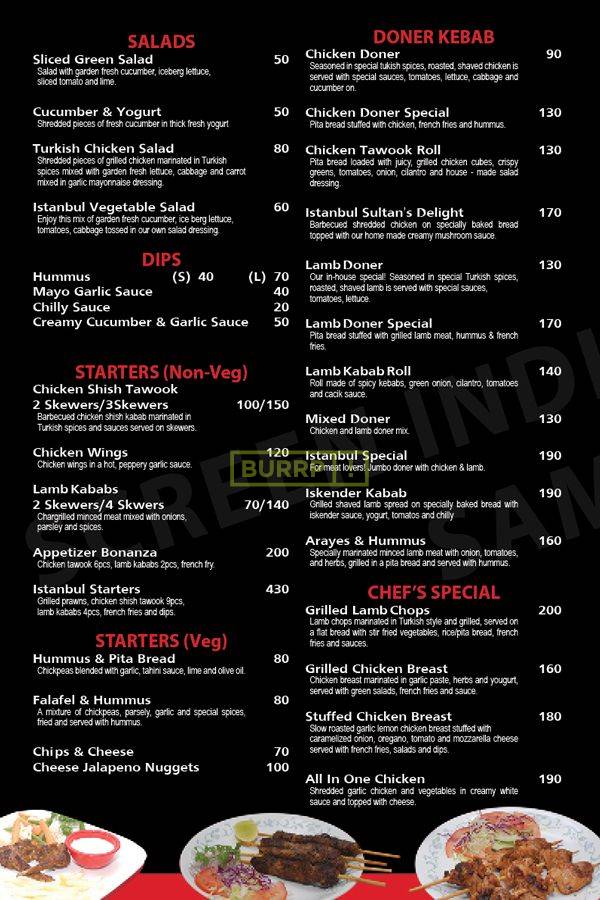 SALADS
Sliced Green Salad 50
Salad with garden fresh cucumber, iceberg lettuce,
sliced tomato and lime.
Cucumber & Yogurt 50
Shredded pieces of fresh cucumber in thick fresh yogurt
Turkish Chicken Salad 80
Shredded pieces of grilled chicken marinated in Turkish
spices mixed with garden fresh lettuce, cabbage and carrot
mixed in garlic mayonnaise dressing.
Istanbul Vegetable Salad 60
Enjoy this mix of garden fresh cucumber, ice berg lettuce,
tomatoes, cabbage tossed in our own salad dressing.
DIPS
Hummus (S) 40 (L) 70
Mayo Garlic Sauce 40
Chilly Sauce 20
Creamy Cucumber & Garlic Sauce 50
STARTERS (Non-Veg)
Chicken Shish Tawook
2 Skewers/3Skewers 100/150
Barbecued chicken shish kabab marinated in
Turkish spices and sauces served on skewers.
Chicken Wings 120
Chicken wings in a hot, peppery garlic sauce.
Lamb Kababs
2 Skewers/4 Skwers 70/140
Chargrilled minced meat mixed with onions,
parsley and spices.
Appetizer Bonanza 200
Chicken tawook 6pcs, lamb kababs 2pcs, french fry.
Istanbul Starters 430
Grilled prawns, chicken shish tawook 9pcs,
lamb kababs 4pcs, french fries and dips.
STARTERS (Veg)
Hummus & Pita Bread 80
Chickpeas blended with garlic, tahini sauce, lime and olive oil.
Falafel & Hummus 80
A mixture of chickpeas, parsely, garlic and special spices,
fried and served with hummus.
Chips & Cheese 70
Cheese Jalapeno Nuggets 100
DONER KEBAB
Chicken Doner 90
Seasoned in special tukish spices, roasted, shaved chicken is
served with special sauces, tomatoes, lettuce, cabbage and
cucumber on.
Chicken Doner Special 130
Pita bread stuffed with chicken, french fries and hummus.
Chicken Tawook Roll 130
Pita bread loaded with juicy, grilled chicken cubes, crispy
greens, tomatoes, onion, cilantro and house - made salad
dressing.
Istanbul Sultan's Delight 170
Barbecued shredded chicken on specially baked bread
topped with our home made creamy mushroom sauce.
Lamb Doner 130
Our in-house special! Seasoned in special Turkish spices,
roasted, shaved lamb is served with special sauces,
tomatoes, lettuce.
Lamb Doner Special 170
Pita bread stuffed with grilled lamb meat, hummus & french
fries.
Lamb Kabab Roll 140
Roll made of spicy kebabs, green onion, cilantro, tomatoes
and cacik sauce.
Mixed Doner 130
Chicken and lamb doner mix.
Istanbul Special 190
For meat lovers! Jumbo doner with chicken & lamb.
Iskender Kabab 190
Grilled shaved lamb spread on specially baked bread with
iskender sauce, yogurt, tomatos and chilly
Arayes & Hummus 160
Specially marinated minced lamb meat with onion, tomatoes,
and herbs, grilled in a pita bread and served with hummus.
CHEF'S SPECIAL
Grilled Lamb Chops 200
Lamb chops marinated in Turkish style and grilled, served on
a flat bread with stir fried vegetables, rice/pita bread, french
fries and sauces.
Grilled Chicken Breast 160
Chicken breast marinated in garlic paste, herbs and yougurt,
served with green salads, french fries and sauce.
Stuffed Chicken Breast 180
Slow roasted garlic lemon chicken breast stuffed with
caramelized onion, oregano, tomato and mozzarella cheese
served with french fries, salads and dips.
All In One Chicken 190
Shredded garlic chicken and vegetables in creamy white
sauce and topped with cheese.
BURRP!